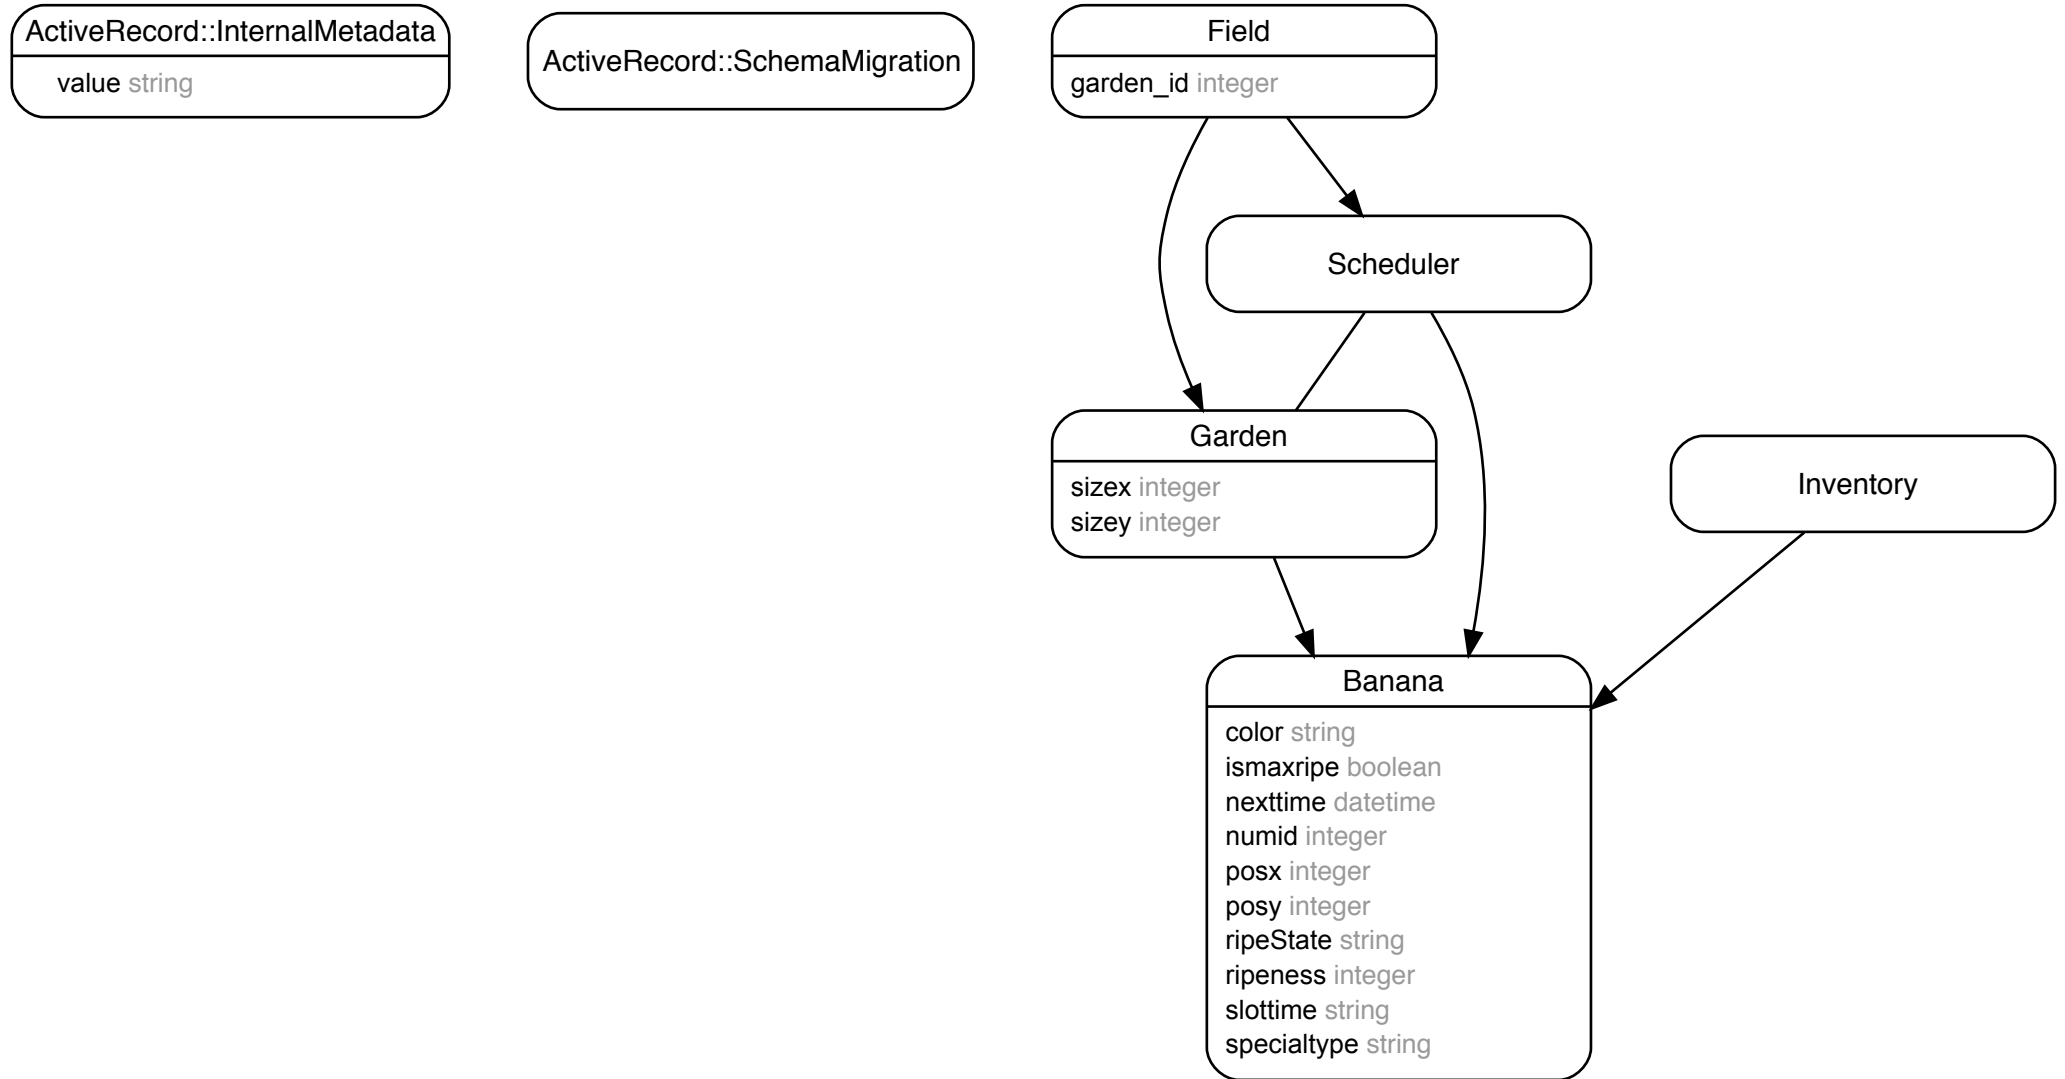 ActiveRecord::InternalMetadata
value string
ActiveRecord::SchemaMigration
Field
garden_id integer
Scheduler
Garden
sizex integer
sizey integer
Inventory
Banana
color string
ismaxripe boolean
nexttime datetime
numid integer
posx integer
posy integer
ripeState string
ripeness integer
slottime string
specialtype string